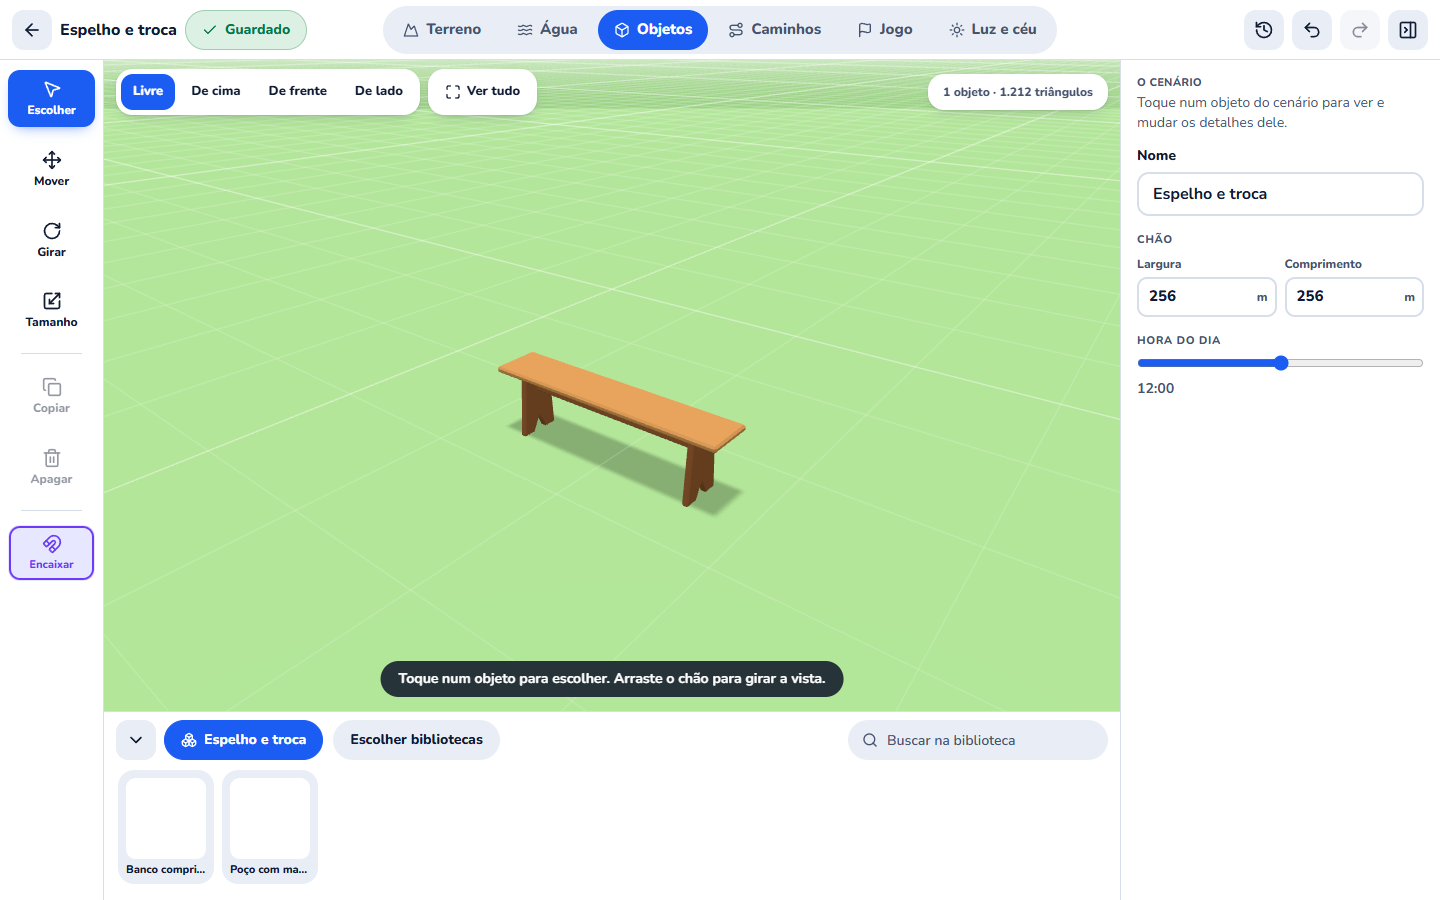 Espelho e troca
Guardado
Terreno
Água
Objetos
Caminhos
Jogo
Luz e céu
Escolher
Mover
Girar
Tamanho
Copiar
Apagar
Encaixar
Livre
De cima
De frente
De lado
Ver tudo
1 objeto · 1.212 triângulos
Toque num objeto para escolher. Arraste o chão para girar a vista.
Espelho e troca
Escolher bibliotecas
Buscar na biblioteca
Banco compri...
Poço com ma...
O CENÁRIO
Toque num objeto do cenário para ver e
mudar os detalhes dele.
Nome
Espelho e troca
CHÃO
Largura
Comprimento
256 m
256 m
HORA DO DIA
12:00